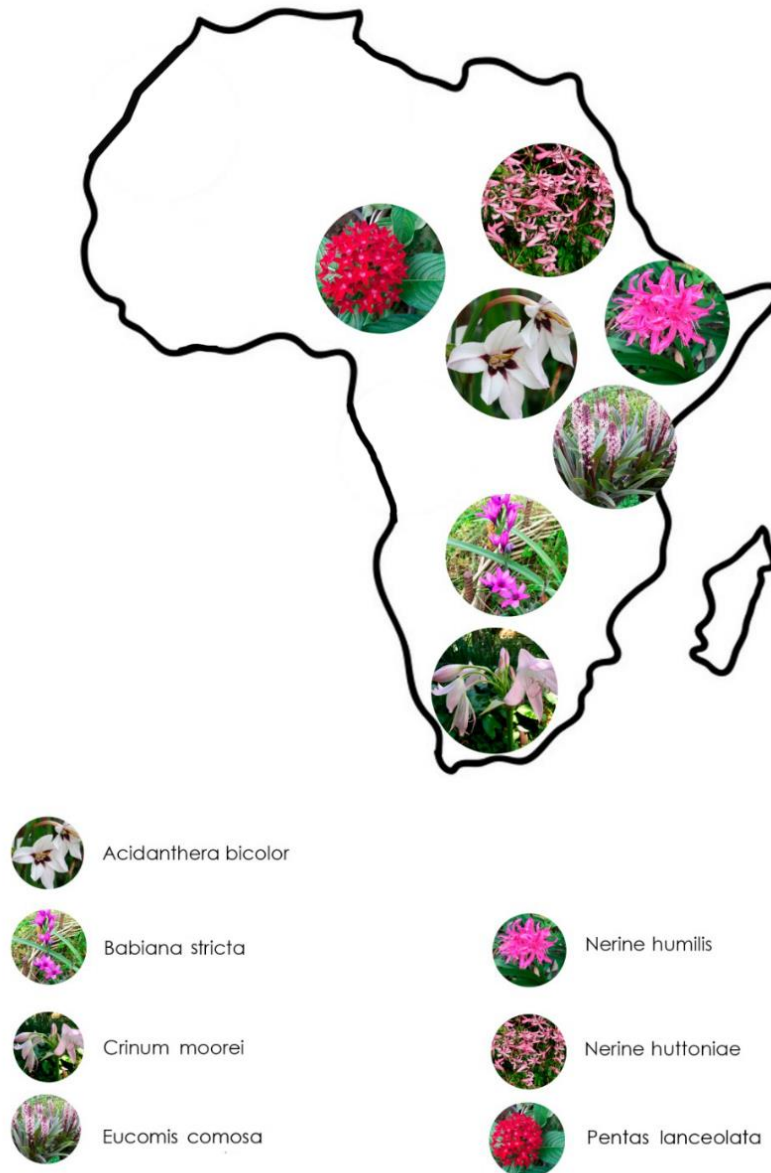 Acidanthera bicolor
Babiana stricta
Crinum moorei
Eucomis comosa
Nerine humilis
Nerine huttoniae
Pentas lanceolata